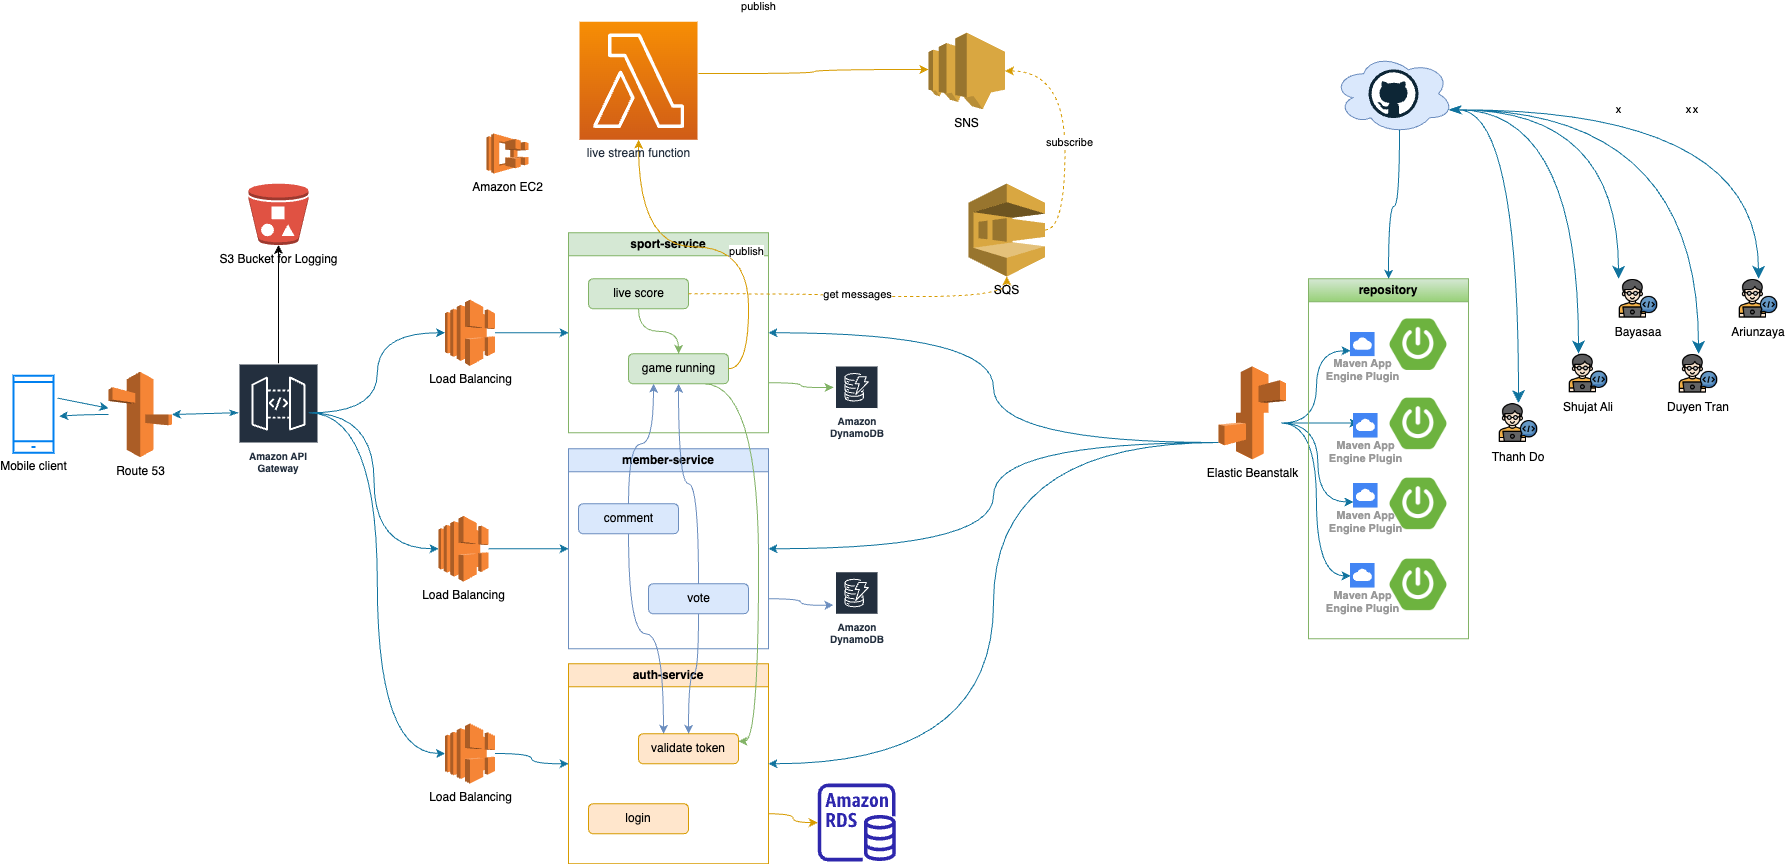 publish
SNS
x
xx
live stream function
subscribe
Amazon EC2
sport-service
publish
S3 Bucket for Logging
live score
get messages
SQS
repository
Bayasaa
Ariunzaya
game running
Load Balancing
Maven App
Engine Plugin
Shujat Ali
Duyen Tran
Amazon
DynamoDB
Mobile client
Route 53
Amazon API
Gateway
member-service
Elastic Beanstalk
Maven App
Engine Plugin
Thanh Do
comment
Maven App
Engine Plugin
Load Balancing
vote
Maven App
Engine Plugin
Amazon
DynamoDB
auth-service
validate token
Load Balancing
login
Amazon
RDS